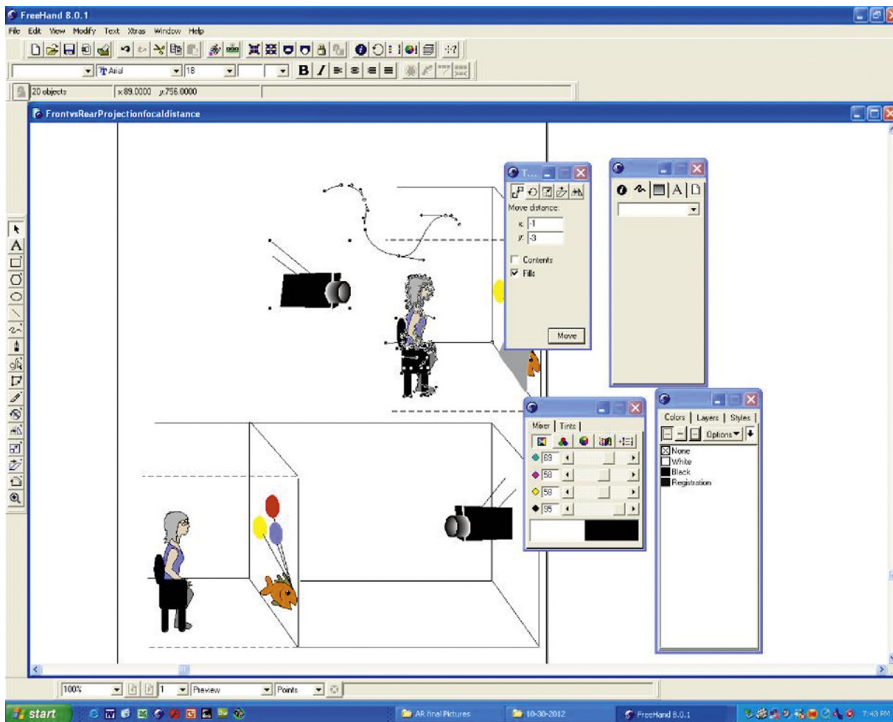 FreeHand 8.0.1
File Edit View Modify Text Xtras Window Help
Arial 18
20 objects x:89.0000 y:756.0000
FrontvsRearProjectionfocaldistance
T...
Move distance:
x: -1
y: -3
Contents
Fills
Move
Mixer Tints
69
58
58
95
Colors Layers Styles
Options
None
White
Black
Registration
100% 1 Preview Points
start AR final Pictures 10-30-2012 FreeHand 8.0.1 7:43 PM